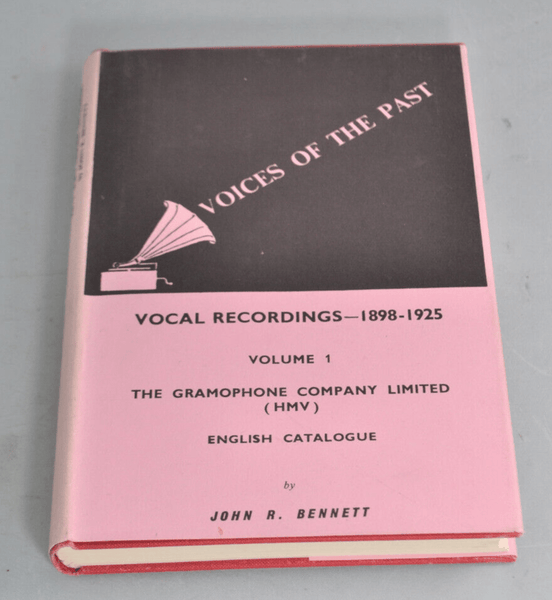 VOICES OF THE PAST
VOCAL RECORDINGS—1898-1925
VOLUME 1
THE GRAMOPHONE COMPANY LIMITED
(HMV)
ENGLISH CATALOGUE
by
JOHN R. BENNETT